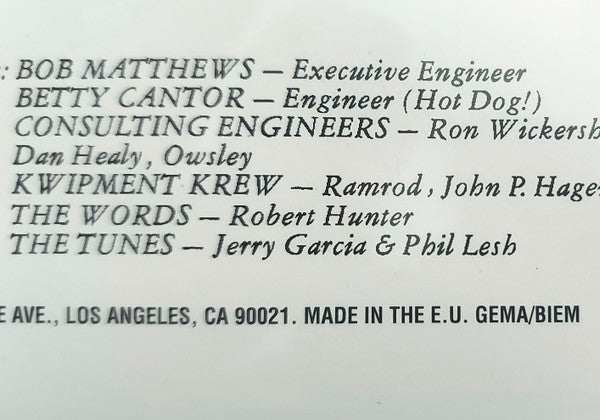 : BOB MATTHEWS — Executive Engineer
BETTY CANTOR — Engineer (Hot Dog!)
CONSULTING ENGINEERS — Ron Wickersh
Dan Healy, Owsley
KWIPMENT KREW — Ramrod, John P. Hage
THE WORDS — Robert Hunter
THE TUNES — Jerry Garcia & Phil Lesh
E AVE., LOS ANGELES, CA 90021. MADE IN THE E.U. GEMA/BIEM